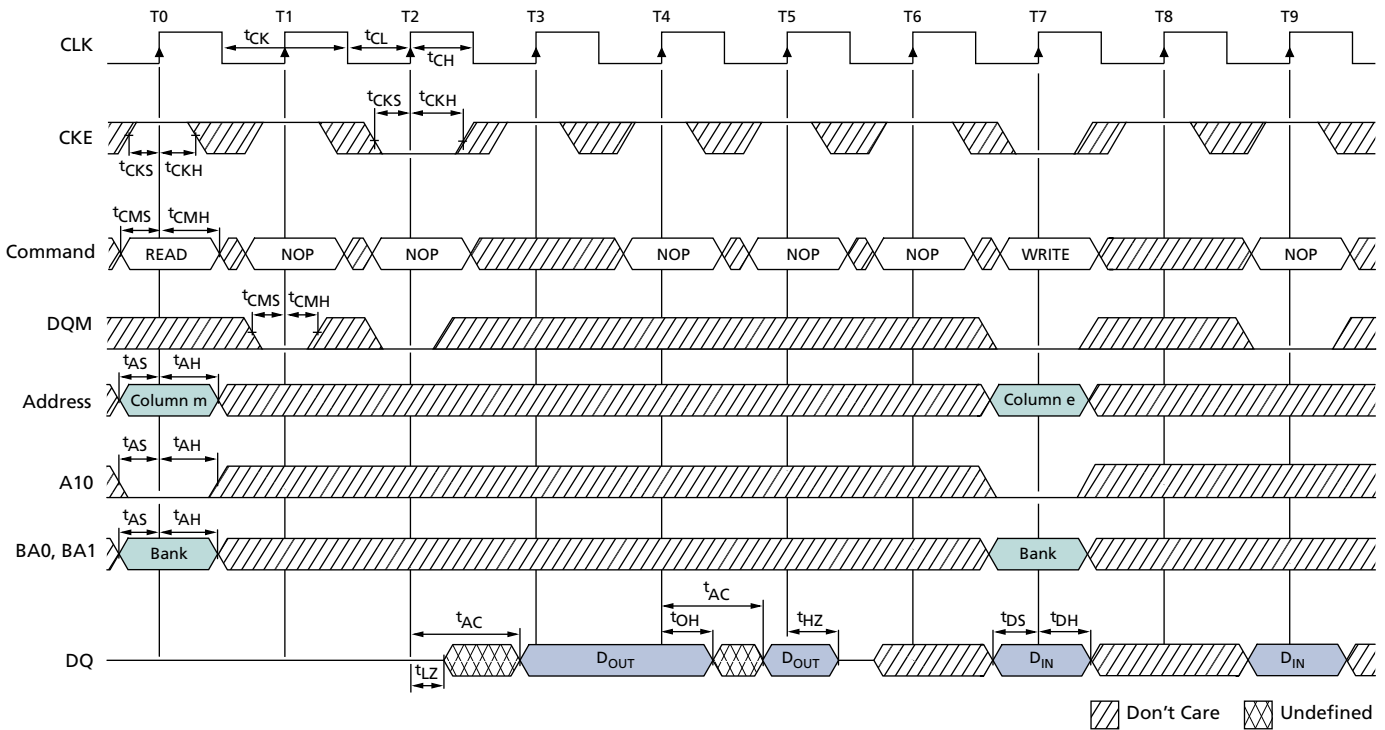 T0 T1 T2 T3 T4 T5 T6 T7 T8 T9
CLK
tCK tCL
tCH
tCKS tCKH
CKE
tCKS tCKH
tCMS tCMH
Command READ NOP NOP NOP NOP NOP WRITE NOP
tCMS tCMH
DQM
tAS tAH
Address Column m Column e
tAS tAH
A10
tAS tAH
BA0, BA1 Bank Bank
tAC
tAC tOH tHZ tDS tDH
DQ DOUT DOUT DIN DIN
tLZ
Don't Care Undefined